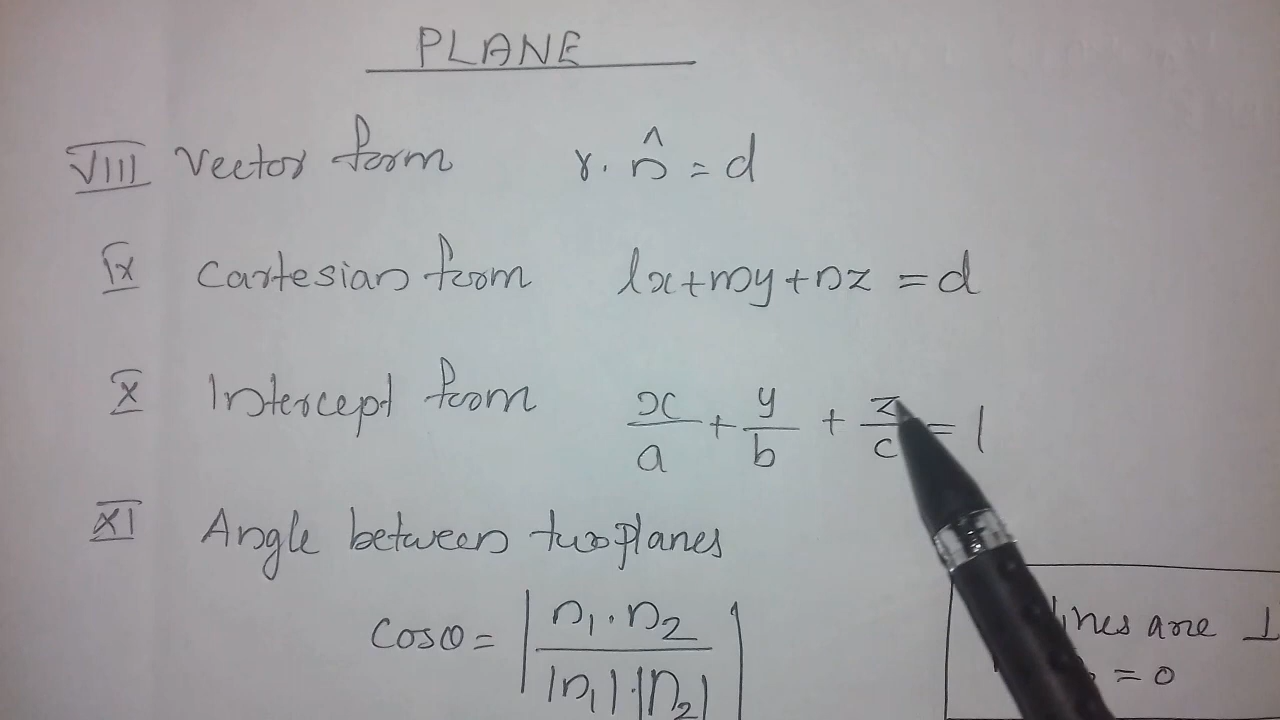 PLANE
VIII Vector form r. n̂ = d
IX Cartesian form lx+my+nz = d
X Intercept form x/a + y/b + z/c = 1
XI Angle between two planes
Cosθ = | n₁.n₂ / |n₁|.|n₂| |
are ⊥
= 0